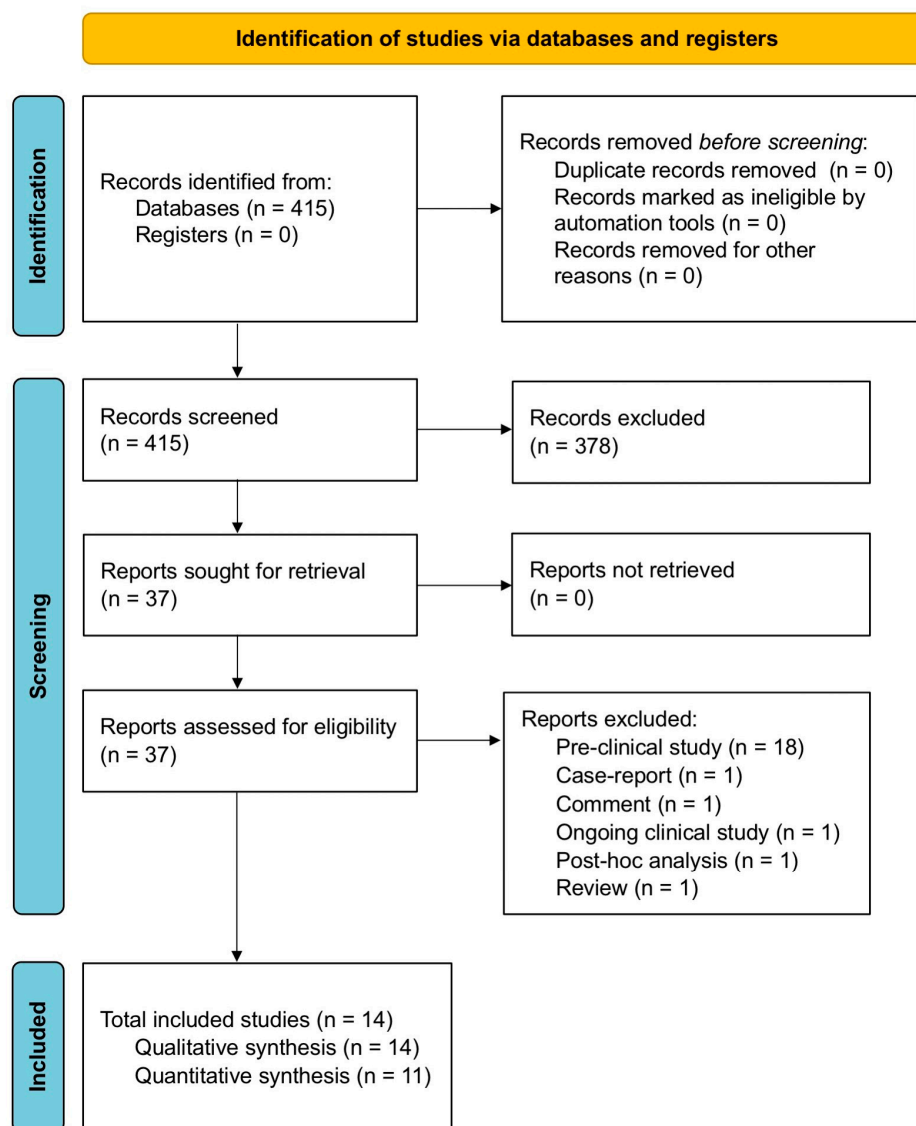 Identification of studies via databases and registers
Identification
Records identified from:
Databases (n = 415)
Registers (n = 0)
Records removed before screening:
Duplicate records removed (n = 0)
Records marked as ineligible by
automation tools (n = 0)
Records removed for other
reasons (n = 0)
Screening
Records screened
(n = 415)
Records excluded
(n = 378)
Reports sought for retrieval
(n = 37)
Reports not retrieved
(n = 0)
Reports assessed for eligibility
(n = 37)
Reports excluded:
Pre-clinical study (n = 18)
Case-report (n = 1)
Comment (n = 1)
Ongoing clinical study (n = 1)
Post-hoc analysis (n = 1)
Review (n = 1)
Included
Total included studies (n = 14)
Qualitative synthesis (n = 14)
Quantitative synthesis (n = 11)